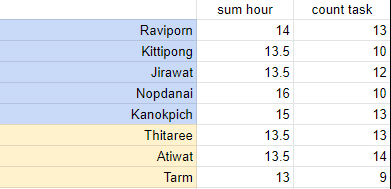 sum hour count task
Raviporn 14 13
Kittipong 13.5 10
Jirawat 13.5 12
Nopdanai 16 10
Kanokpich 15 13
Thitaree 13.5 13
Atiwat 13.5 14
Tarm 13 9